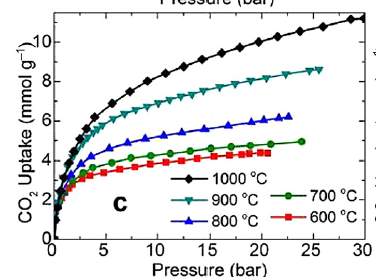 Pressure (bar)
10
8
6
4
2
0
CO2 Uptake (mmol g⁻¹)
c
1000 °C
900 °C
800 °C
700 °C
600 °C
0 5 10 15 20 25 30
Pressure (bar)